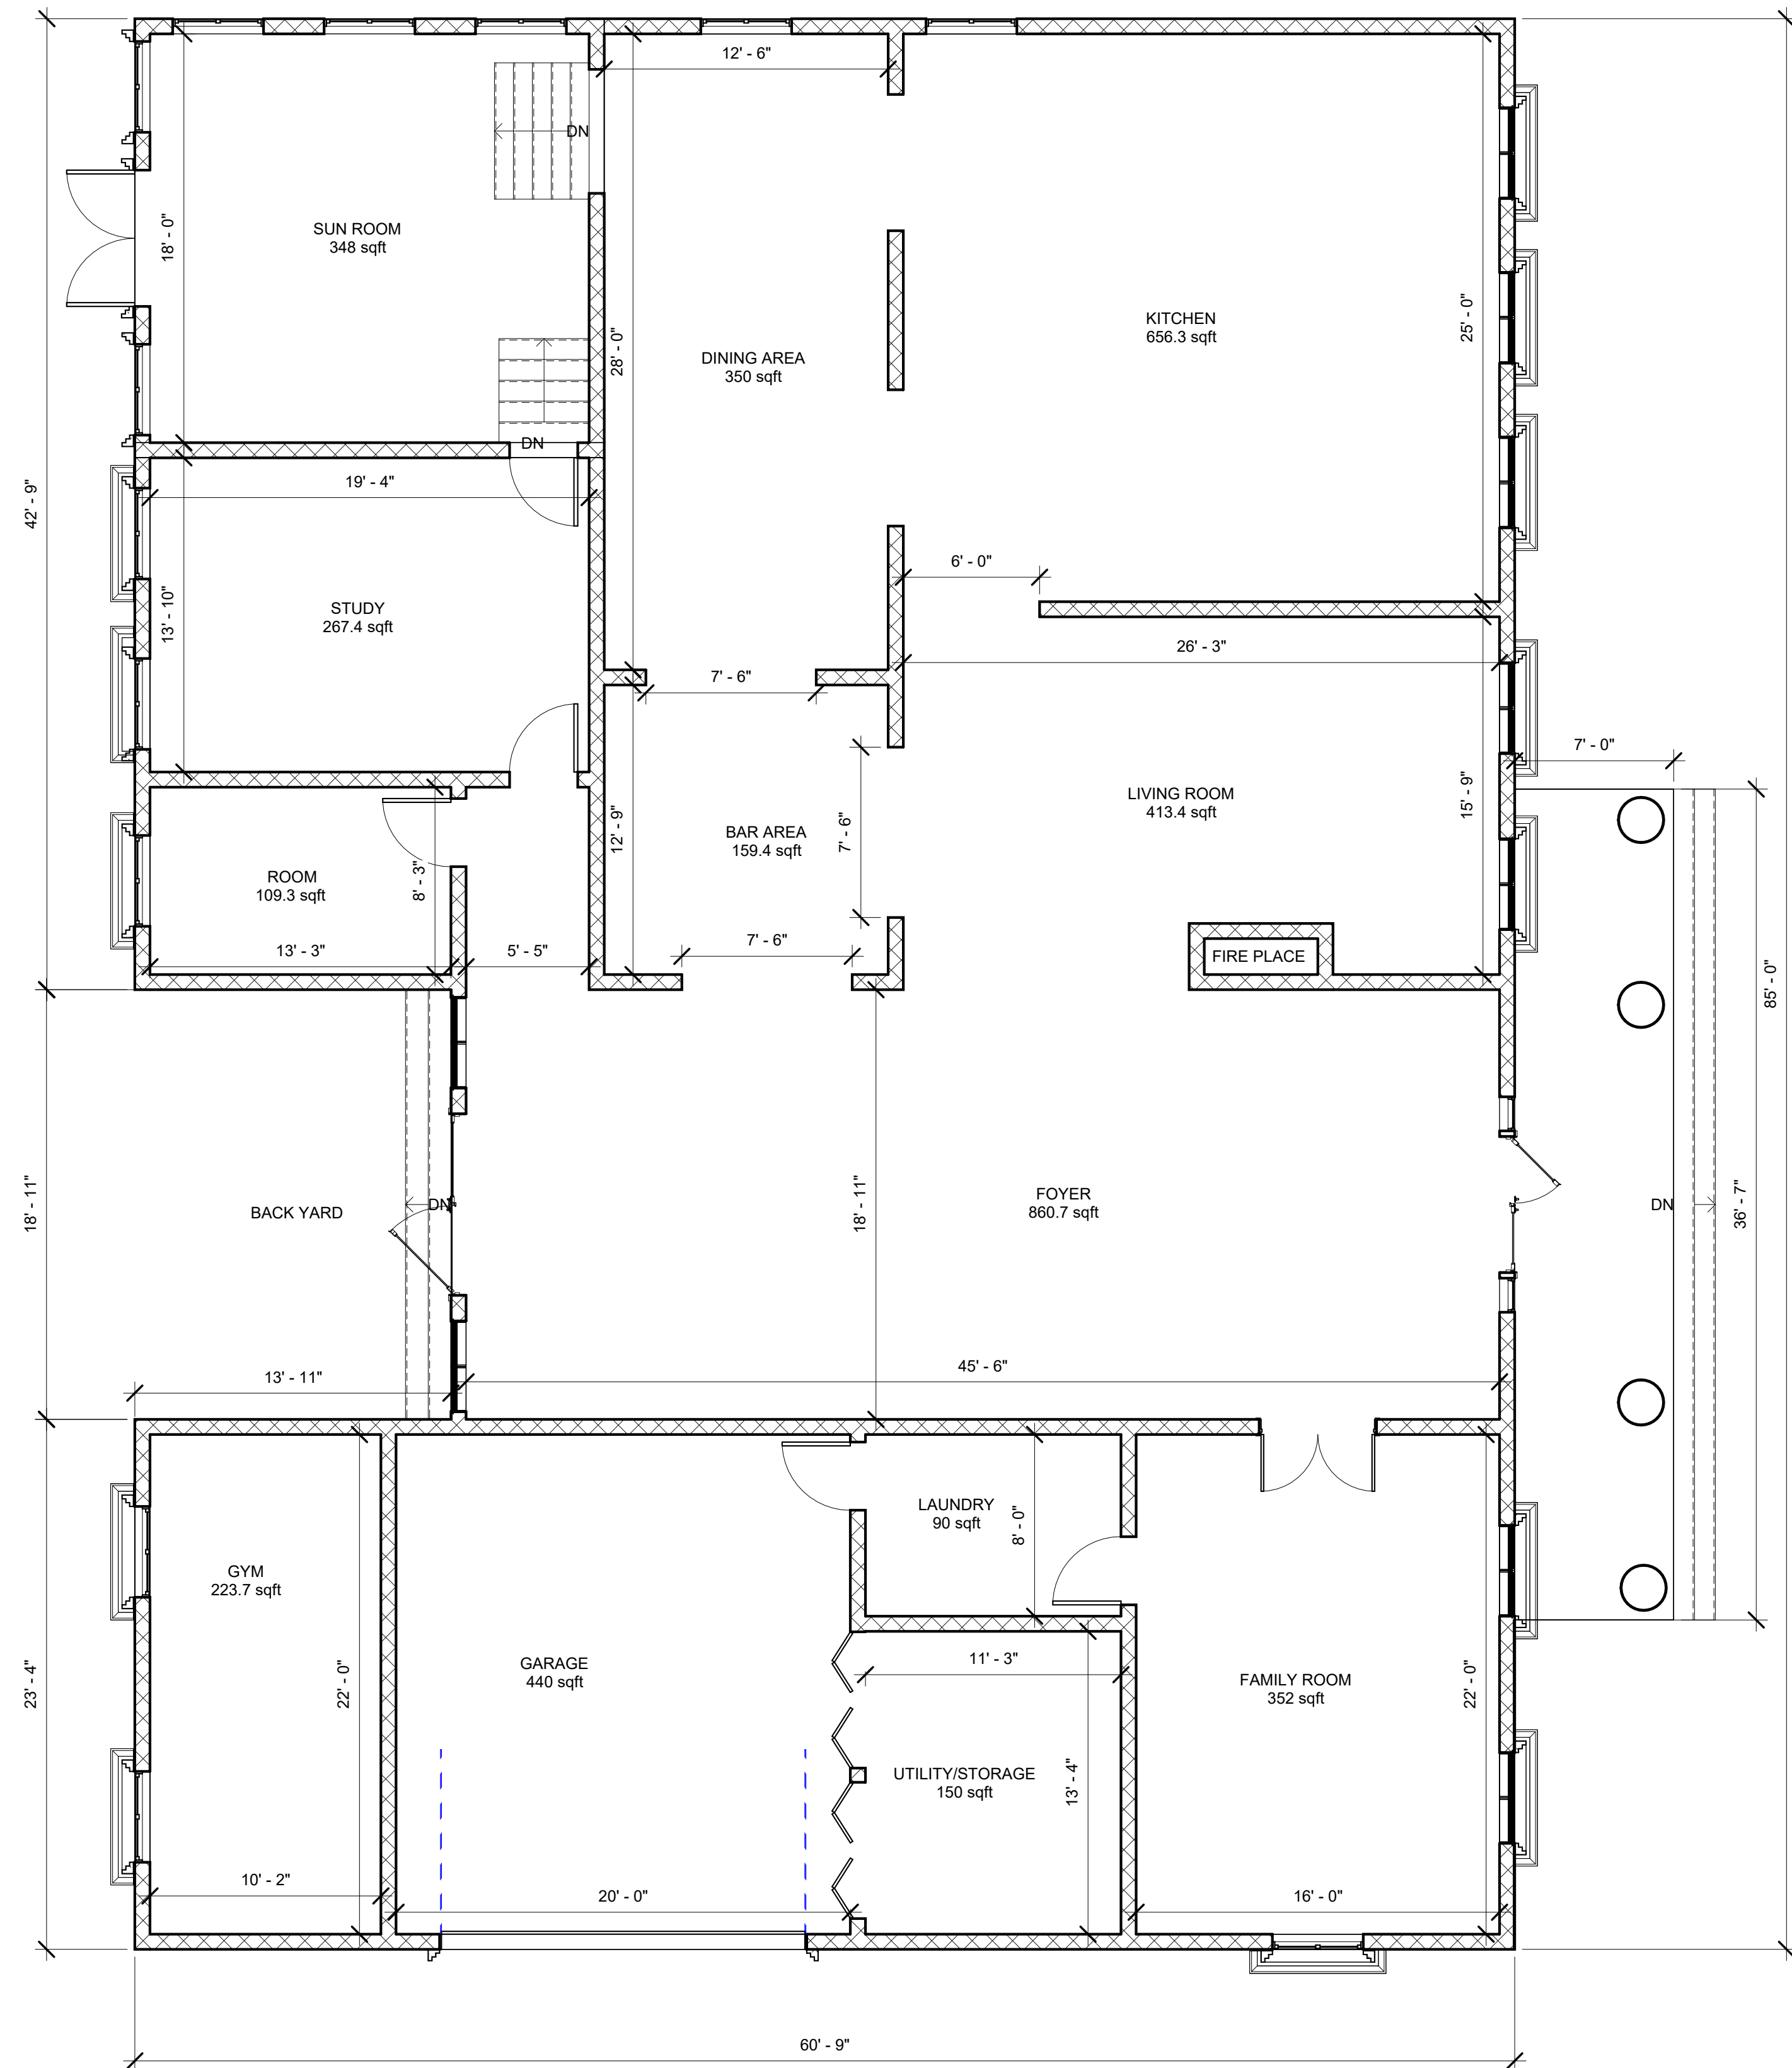 12' - 6"
DN
SUN ROOM
348 sqft
18' - 0"
28' - 0"
KITCHEN
656.3 sqft
25' - 0"
DINING AREA
350 sqft
DN
19' - 4"
42' - 9"
6' - 0"
STUDY
267.4 sqft
13' - 10"
26' - 3"
7' - 6"
7' - 0"
LIVING ROOM
413.4 sqft
15' - 9"
BAR AREA
159.4 sqft
12' - 9"
7' - 6"
ROOM
109.3 sqft
8' - 3"
13' - 3"
5' - 5"
7' - 6"
FIRE PLACE
85' - 0"
BACK YARD
DN
18' - 11"
18' - 11"
FOYER
860.7 sqft
DN
36' - 7"
13' - 11"
45' - 6"
LAUNDRY
90 sqft
8' - 0"
GYM
223.7 sqft
GARAGE
440 sqft
11' - 3"
FAMILY ROOM
352 sqft
23' - 4"
22' - 0"
22' - 0"
UTILITY/STORAGE
150 sqft
13' - 4"
10' - 2"
20' - 0"
16' - 0"
60' - 9"